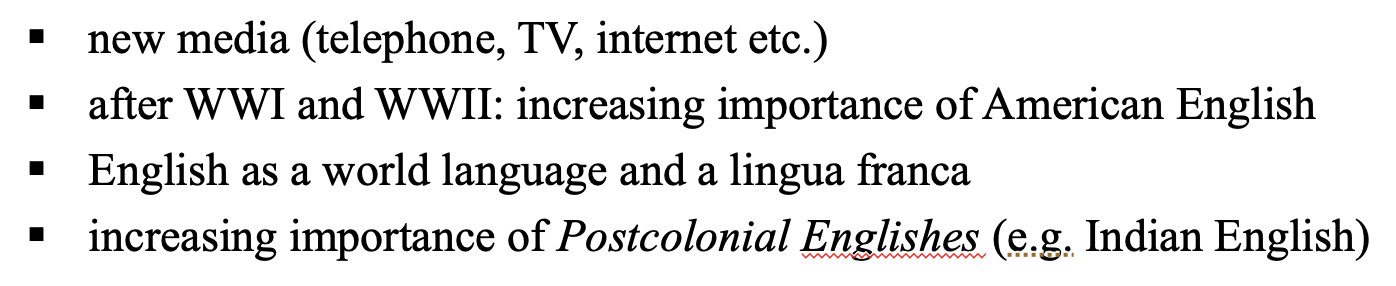 ▪ new media (telephone, TV, internet etc.)
▪ after WWI and WWII: increasing importance of American English
▪ English as a world language and a lingua franca
▪ increasing importance of Postcolonial Englishes (e.g. Indian English)